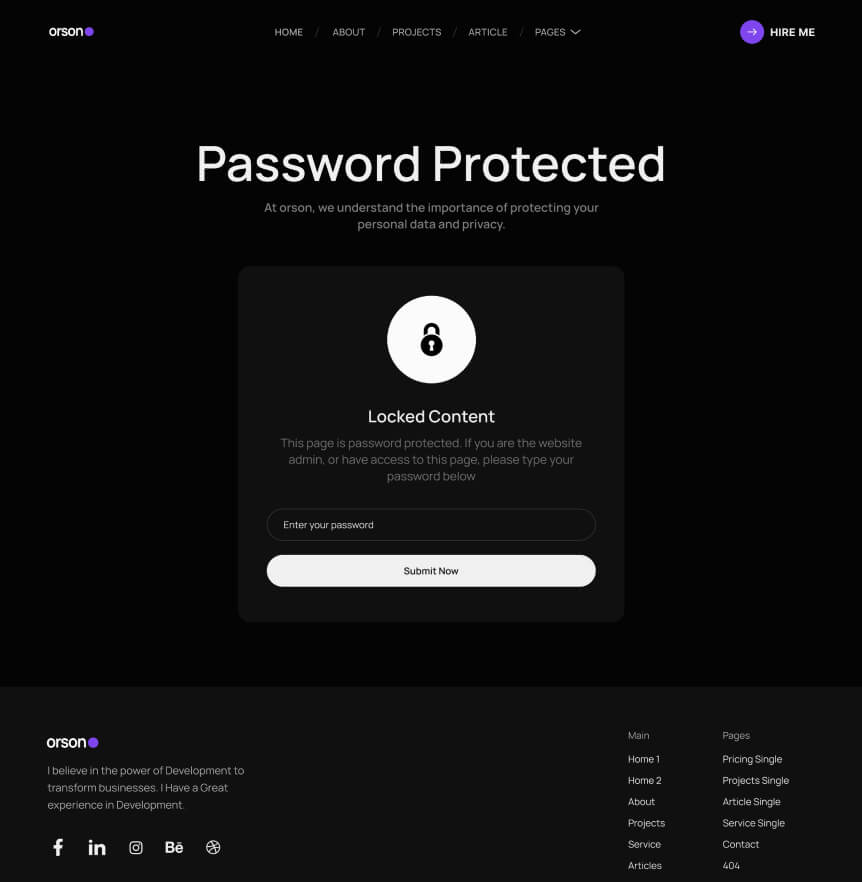 orson
HOME / ABOUT / PROJECTS / ARTICLE / PAGES
HIRE ME
Password Protected
At orson, we understand the importance of protecting your
personal data and privacy.
Locked Content
This page is password protected. If you are the website
admin, or have access to this page, please type your
password below
Enter your password
Submit Now
orson
I believe in the power of Development to
transform businesses. I Have a Great
experience in Development.
in
Bē
Main
Home 1
Home 2
About
Projects
Service
Articles
Pages
Pricing Single
Projects Single
Article Single
Service Single
Contact
404